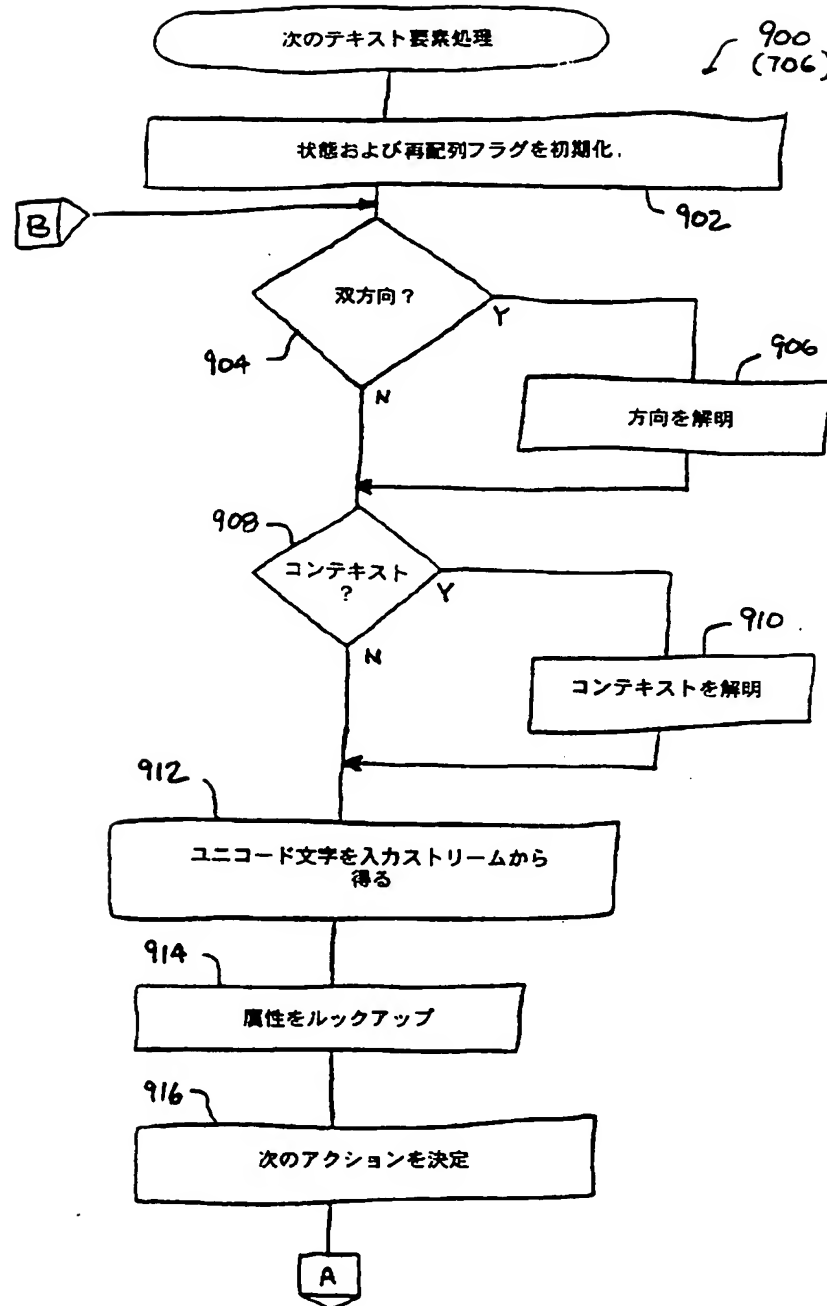 次のテキスト要素処理
900
(706)
状態および再配列フラグを初期化.
902
B
双方向?
Y
904
N
906
方向を解明
908
コンテキスト
?
Y
N
910
コンテキストを解明
912
ユニコード文字を入力ストリームから
得る
914
属性をルックアップ
916
次のアクションを決定
A